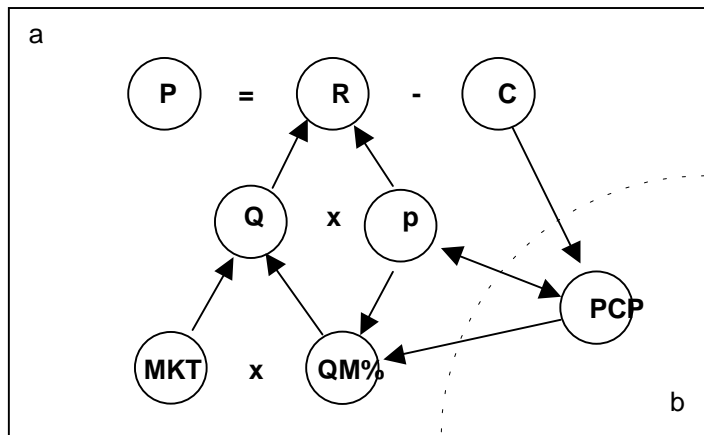 a
P = R - C
Q x p
PCP
MKT x QM%
b